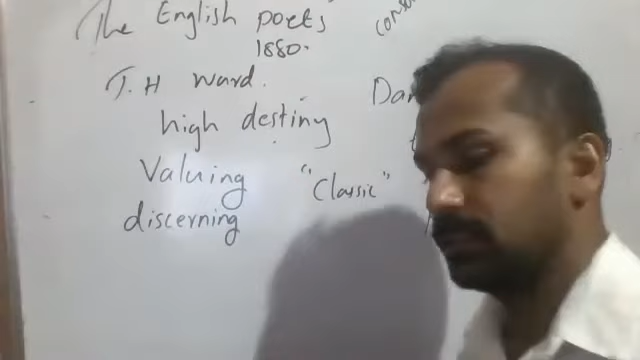 The English poets
1880.
T.H ward.
high destiny
Valuing
"Classic"
discerning